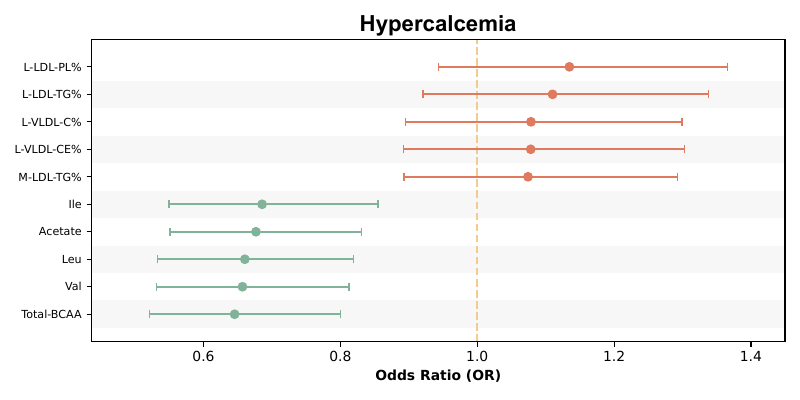 Hypercalcemia
L-LDL-PL%
L-LDL-TG%
L-VLDL-C%
L-VLDL-CE%
M-LDL-TG%
Ile
Acetate
Leu
Val
Total-BCAA
0.6 0.8 1.0 1.2 1.4
Odds Ratio (OR)